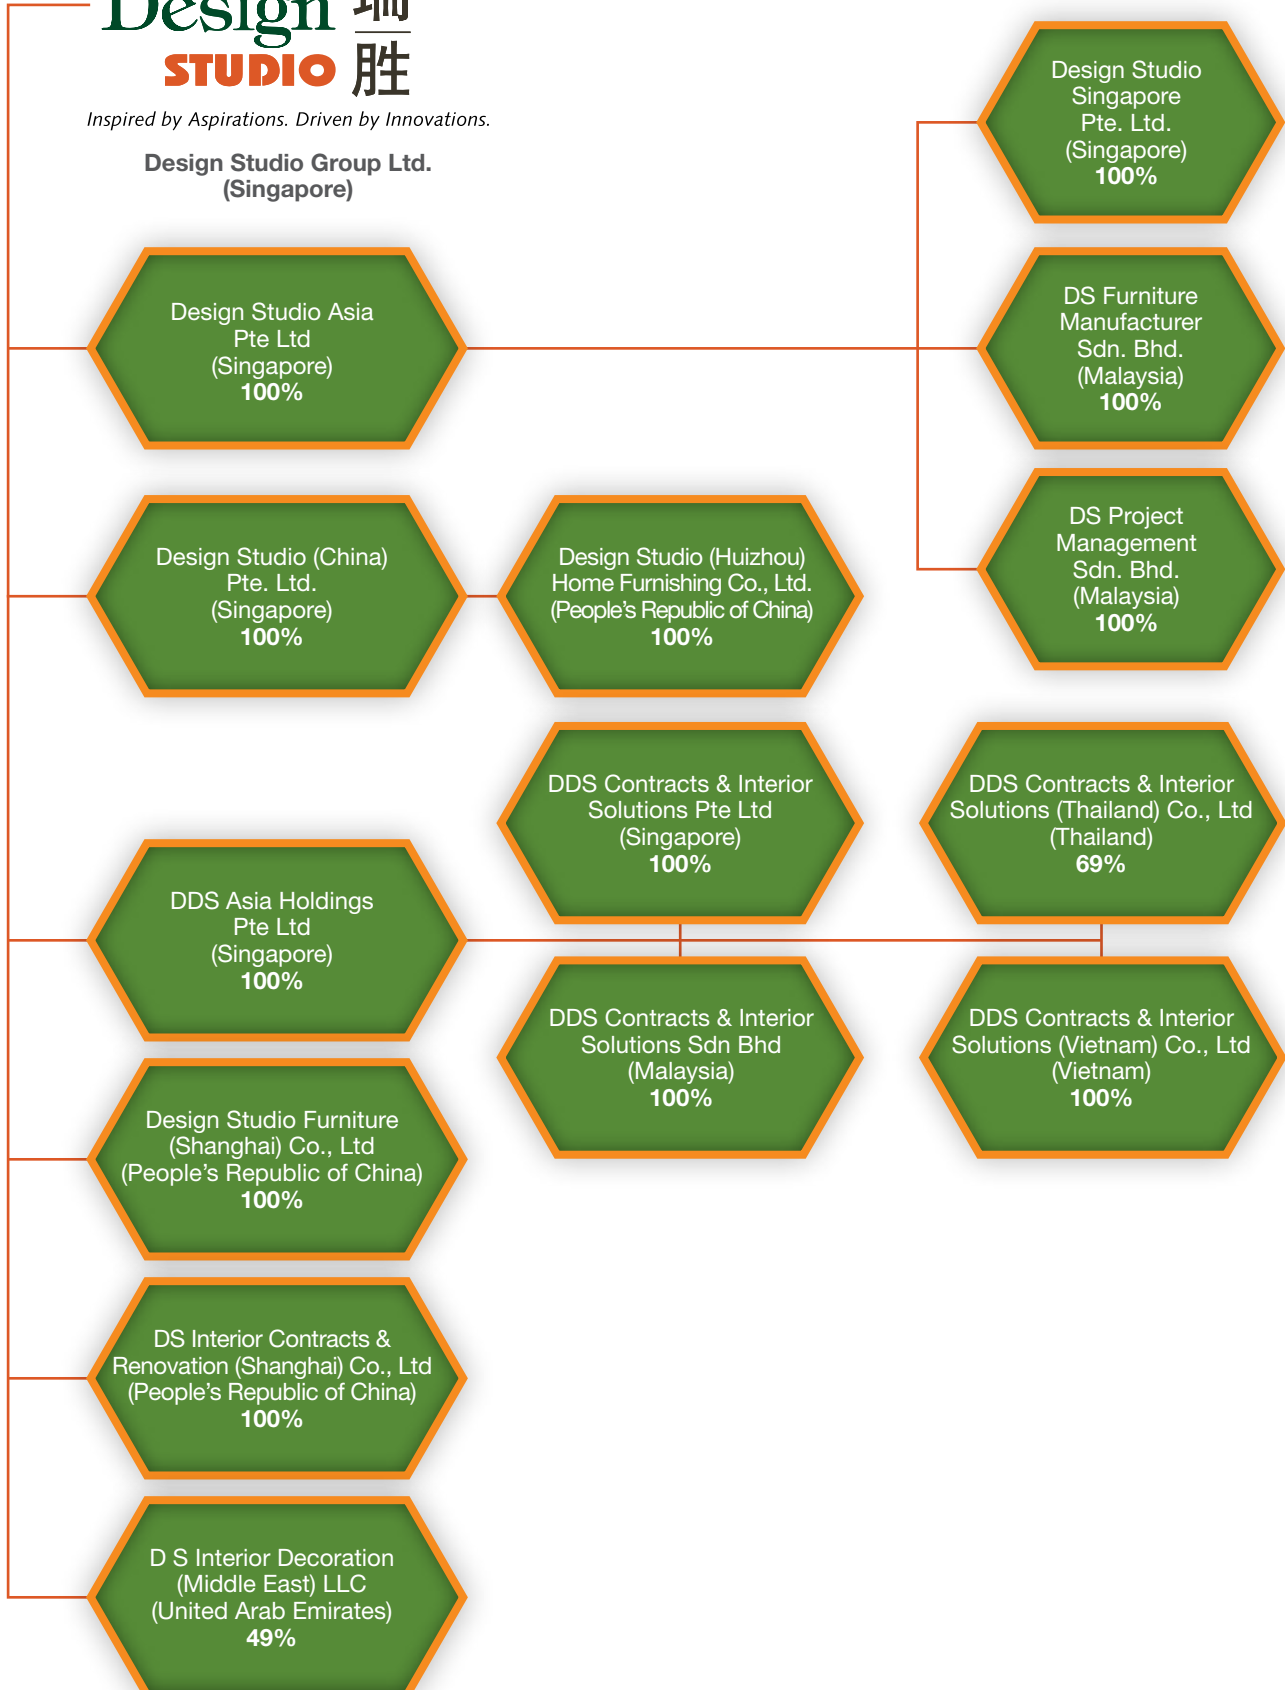 Design
STUDIO
瑞
胜
Inspired by Aspirations. Driven by Innovations.
Design Studio Group Ltd.
(Singapore)
Design Studio
Singapore
Pte. Ltd.
(Singapore)
100%
Design Studio Asia
Pte Ltd
(Singapore)
100%
DS Furniture
Manufacturer
Sdn. Bhd.
(Malaysia)
100%
DS Project
Management
Sdn. Bhd.
(Malaysia)
100%
Design Studio (China)
Pte. Ltd.
(Singapore)
100%
Design Studio (Huizhou)
Home Furnishing Co., Ltd.
(People's Republic of China)
100%
DDS Contracts & Interior
Solutions Pte Ltd
(Singapore)
100%
DDS Contracts & Interior
Solutions (Thailand) Co., Ltd
(Thailand)
69%
DDS Asia Holdings
Pte Ltd
(Singapore)
100%
DDS Contracts & Interior
Solutions Sdn Bhd
(Malaysia)
100%
DDS Contracts & Interior
Solutions (Vietnam) Co., Ltd
(Vietnam)
100%
Design Studio Furniture
(Shanghai) Co., Ltd
(People's Republic of China)
100%
DS Interior Contracts &
Renovation (Shanghai) Co., Ltd
(People's Republic of China)
100%
D S Interior Decoration
(Middle East) LLC
(United Arab Emirates)
49%